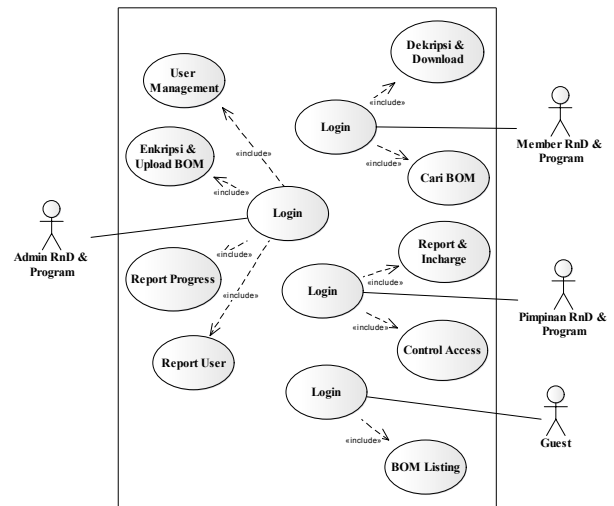 Dekripsi &
Download
User
Management
«include»
Login
Member RnD &
Program
Enkripsi &
Upload BOM
«include»
«include»
«include»
Cari BOM
Login
Admin RnD &
Program
Report &
Incharge
«include»
Report Progress
«include»
Login
«include»
«include»
Pimpinan RnD &
Program
Control Access
Report User
«include»
Login
Guest
«include»
BOM Listing